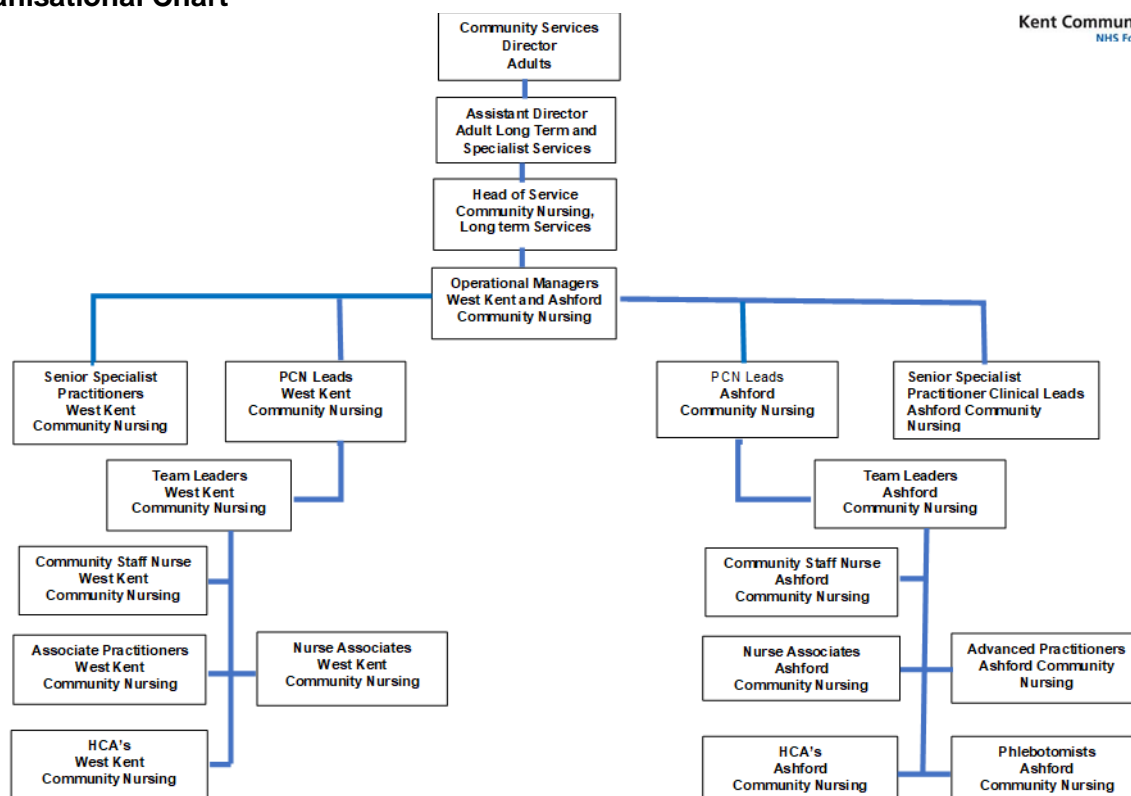 anisational Chart
Kent Commun
NHS Fo
Community Services
Director
Adults
Assistant Director
Adult Long Term and
Specialist Services
Head of Service
Community Nursing,
Long term Services
Operational Managers
West Kent and Ashford
Community Nursing
Senior Specialist
Practitioners
West Kent
Community Nursing
PCN Leads
West Kent
Community Nursing
PCN Leads
Ashford
Community Nursing
Senior Specialist
Practitioner Clinical Leads
Ashford Community
Nursing
Team Leaders
West Kent
Community Nursing
Team Leaders
Ashford
Community Nursing
Community Staff Nurse
West Kent
Community Nursing
Community Staff Nurse
Ashford
Community Nursing
Associate Practitioners
West Kent
Community Nursing
Nurse Associates
West Kent
Community Nursing
Nurse Associates
Ashford
Community Nursing
Advanced Practitioners
Ashford Community
Nursing
HCA's
West Kent
Community Nursing
HCA's
Ashford
Community Nursing
Phlebotomists
Ashford
Community Nursing